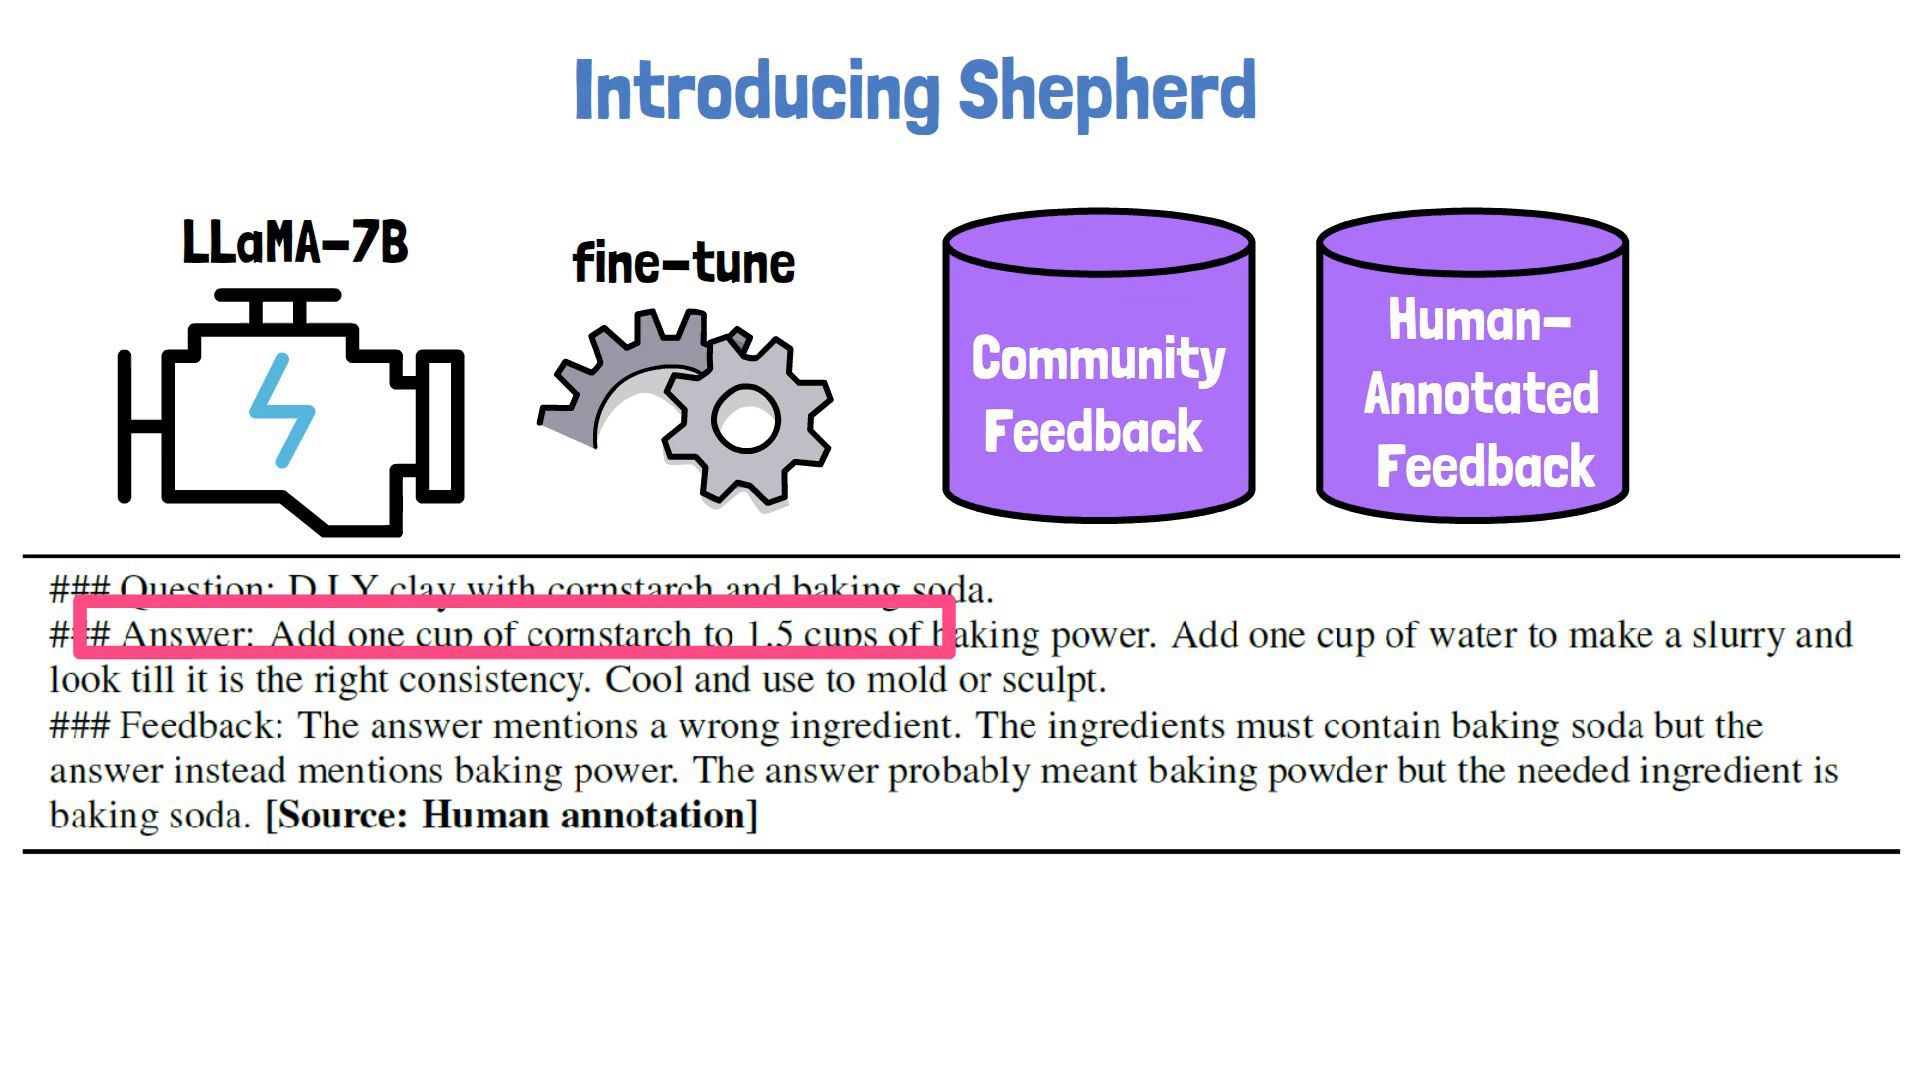 Introducing Shepherd
LLaMA-7B
fine-tune
Community
Feedback
Human-
Annotated
Feedback
### Question: D.I.Y clay with cornstarch and baking soda.
### Answer: Add one cup of cornstarch to 1.5 cups of baking power. Add one cup of water to make a slurry and
look till it is the right consistency. Cool and use to mold or sculpt.
### Feedback: The answer mentions a wrong ingredient. The ingredients must contain baking soda but the
answer instead mentions baking power. The answer probably meant baking powder but the needed ingredient is
baking soda. [Source: Human annotation]